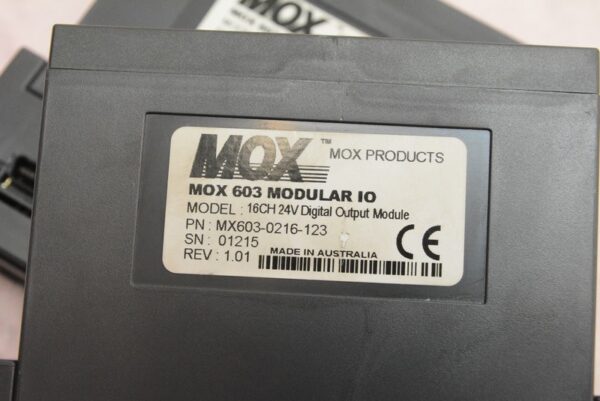 MOX
MOX™ MOX PRODUCTS
MOX 603 MODULAR IO
MODEL : 16CH 24V Digital Output Module
PN : MX603-0216-123
SN : 01215
REV : 1.01 MADE IN AUSTRALIA
CE